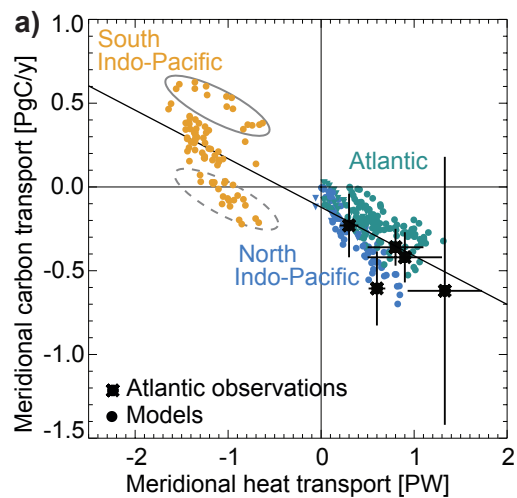 a)
Meridional carbon transport [PgC/y]
1.0
0.5
0.0
-0.5
-1.0
-1.5
South
Indo-Pacific
Atlantic
North
Indo-Pacific
Atlantic observations
Models
-2
-1
0
1
2
Meridional heat transport [PW]